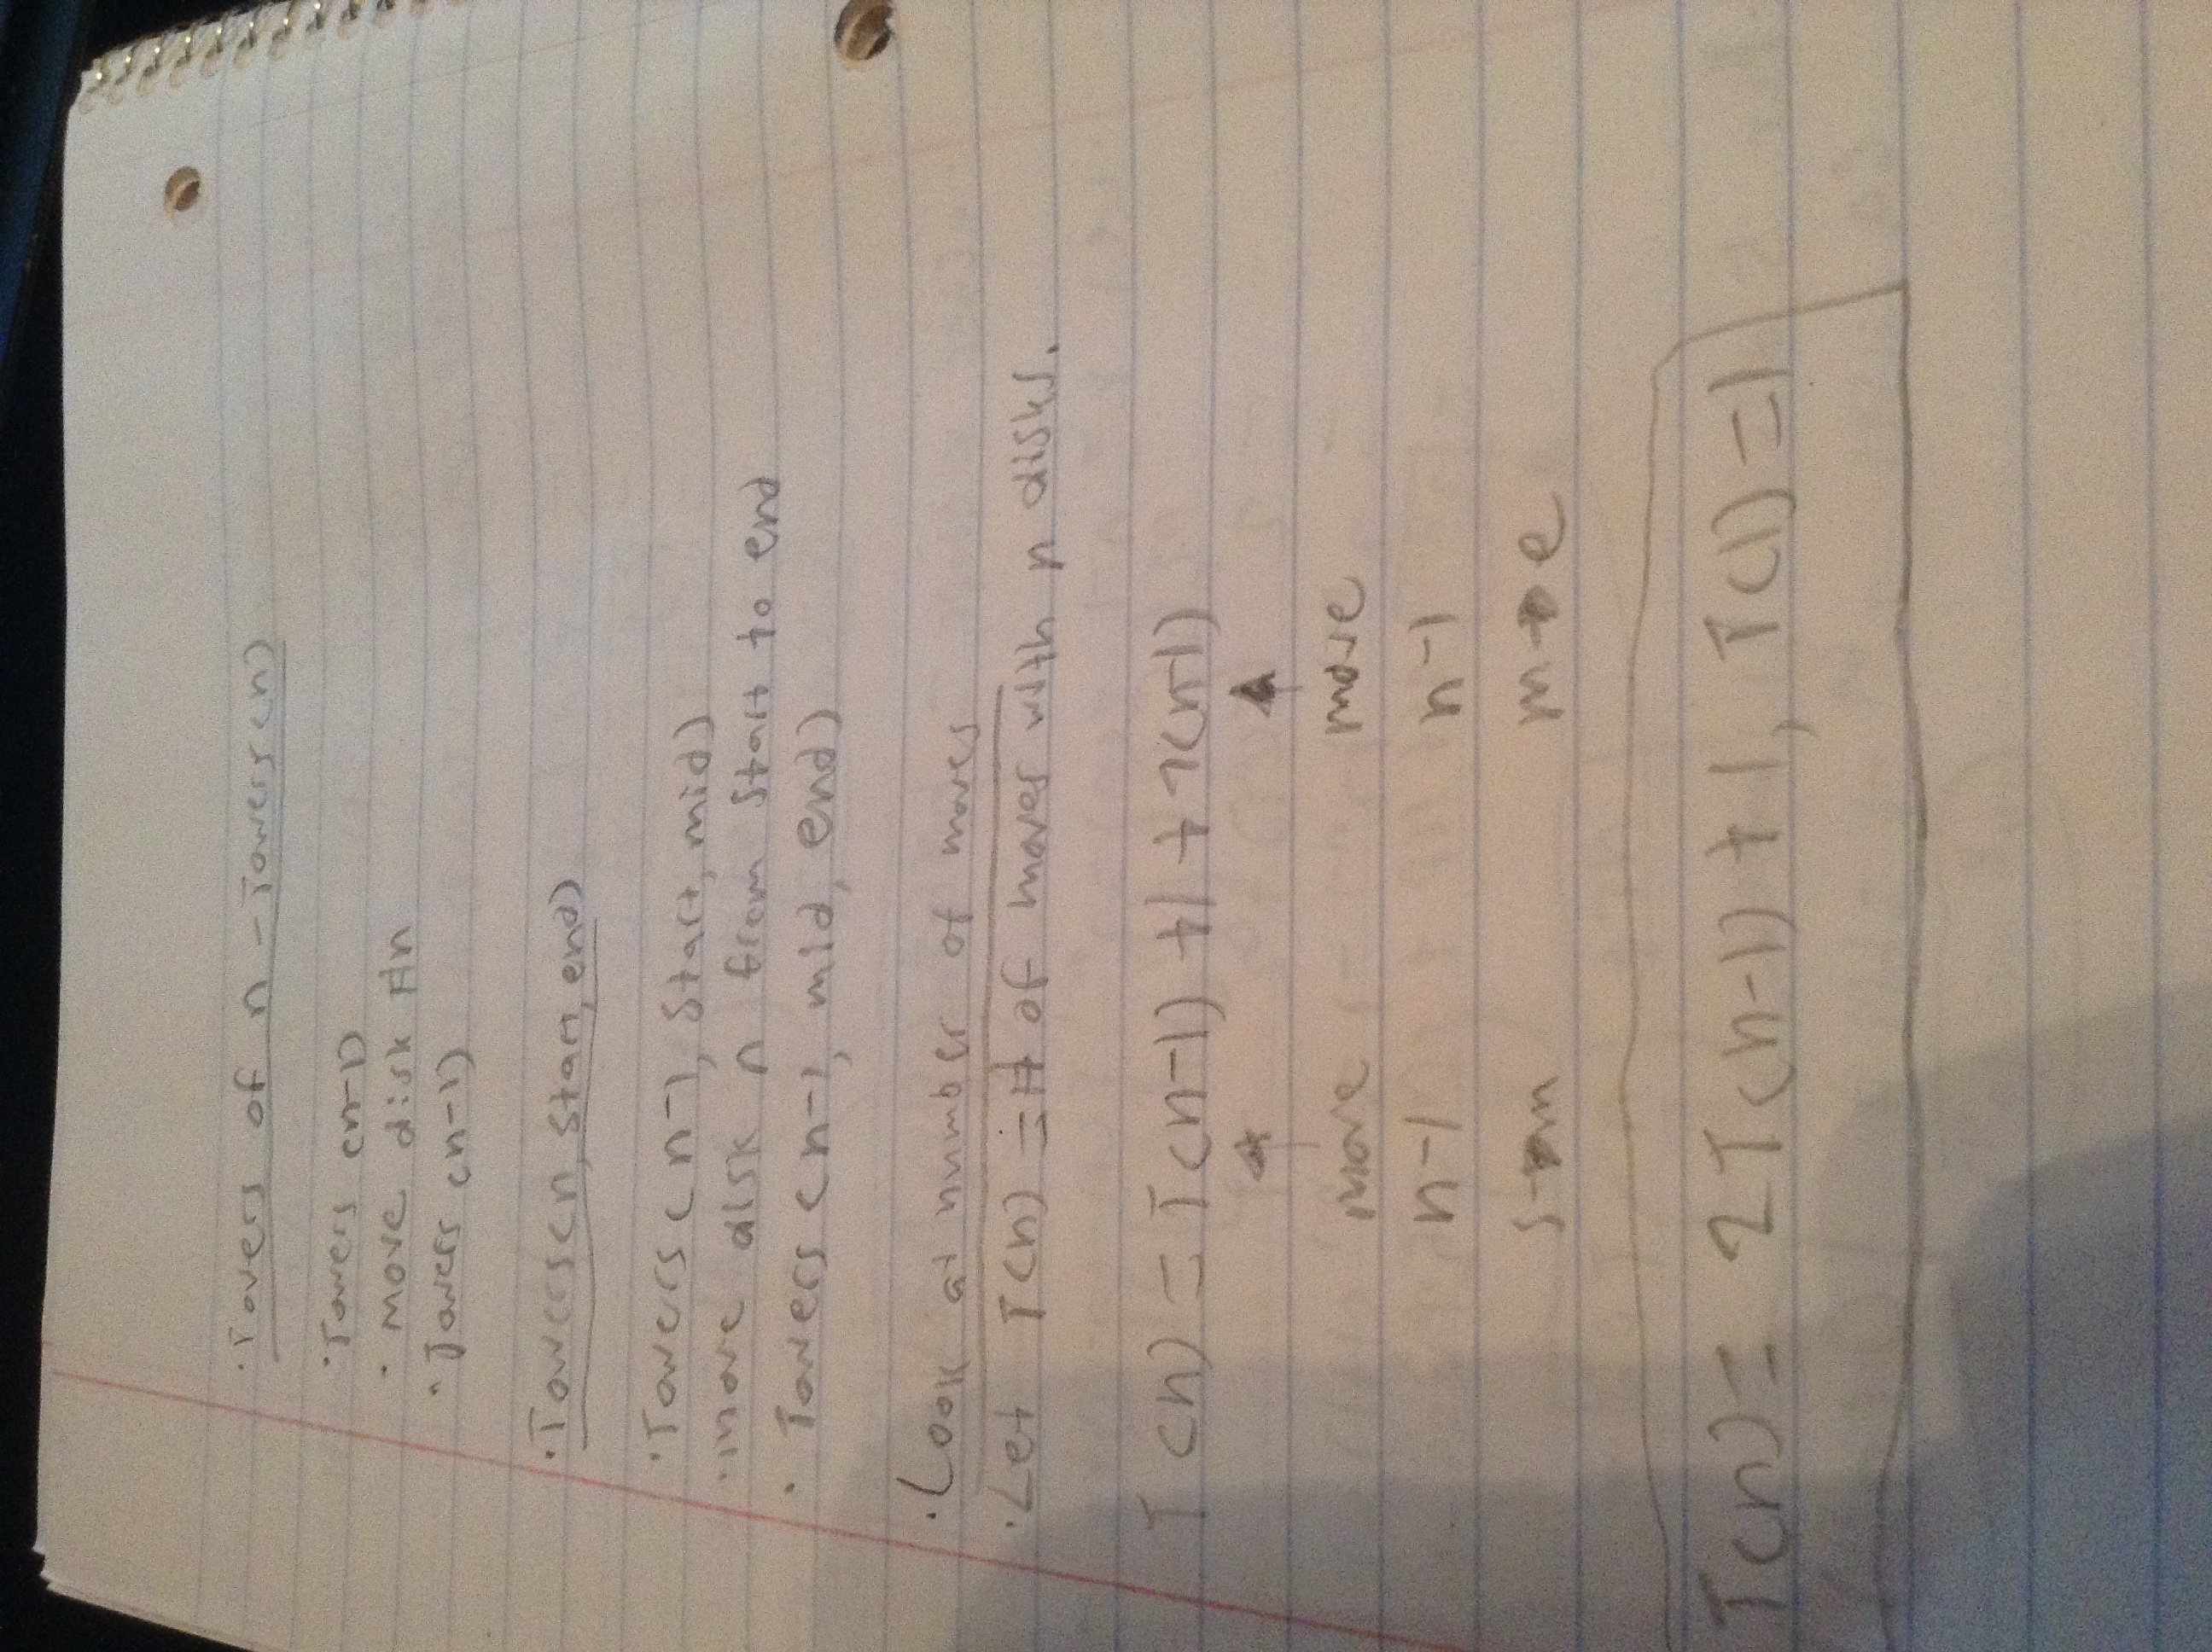 · Towers of n - Towers(n)
· Towers (n-1)
· move disk #n
· Towers (n-1)
· Towers(n, start, end)
· Towers (n-1, start, mid)
· move disk n from start to end
· Towers (n-1, mid, end)
· Look at number of moves
· Let T(n) = # of moves with n disks.
T(n) = T(n-1) +1 + T(n-1)
↑ ↑
move move
n-1 n-1
s→m m→e
T(n) = 2T(n-1) + 1, T(1) = 1